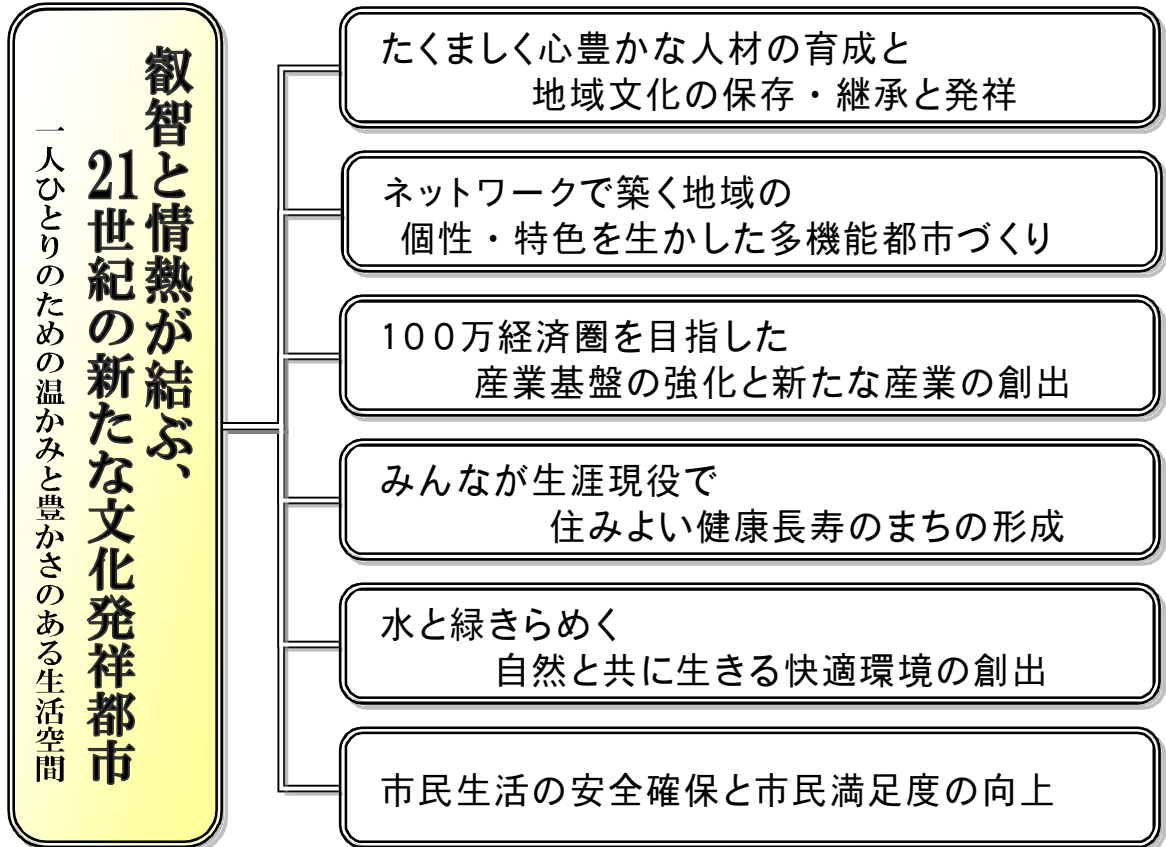 叡智と情熱が結ぶ、
21世紀の新たな文化発祥都市
一人ひとりのための温かみと豊かさのある生活空間
たくましく心豊かな人材の育成と
地域文化の保存・継承と発祥
ネットワークで築く地域の
個性・特色を生かした多機能都市づくり
１００万経済圏を目指した
産業基盤の強化と新たな産業の創出
みんなが生涯現役で
住みよい健康長寿のまちの形成
水と緑きらめく
自然と共に生きる快適環境の創出
市民生活の安全確保と市民満足度の向上